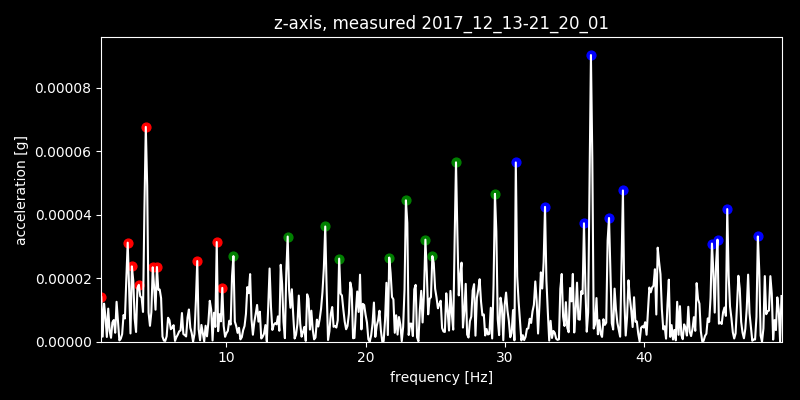 z-axis, measured 2017_12_13-21_20_01
acceleration [g]
0.00008
0.00006
0.00004
0.00002
0.00000
10 20 30 40
frequency [Hz]